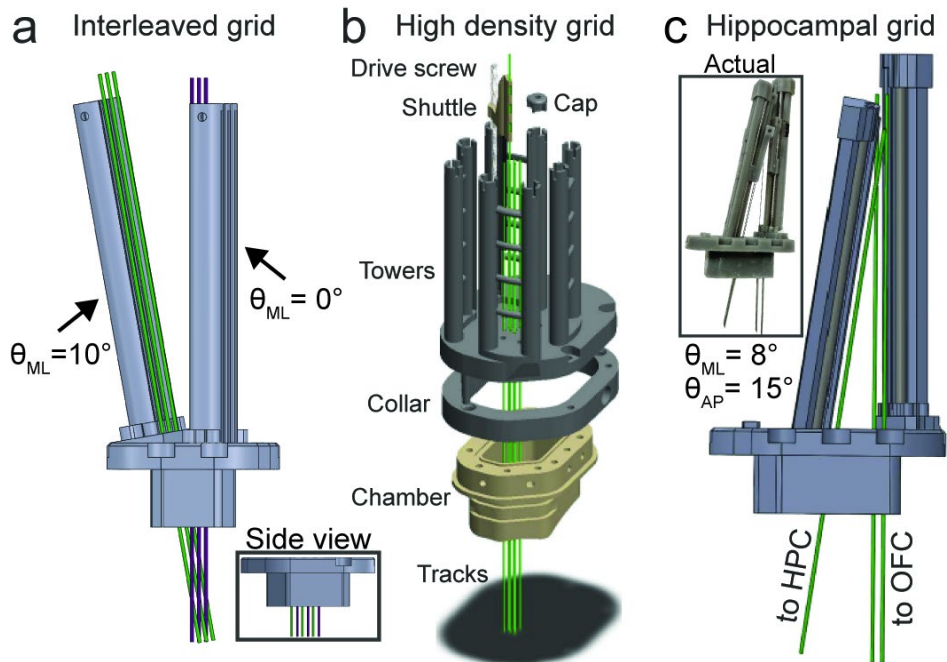 a Interleaved grid
θML=10°
θML= 0°
Side view
b High density grid
Drive screw
Shuttle
Cap
Towers
Collar
Chamber
Tracks
c Hippocampal grid
Actual
θML= 8°
θAP= 15°
to HPC
to OFC